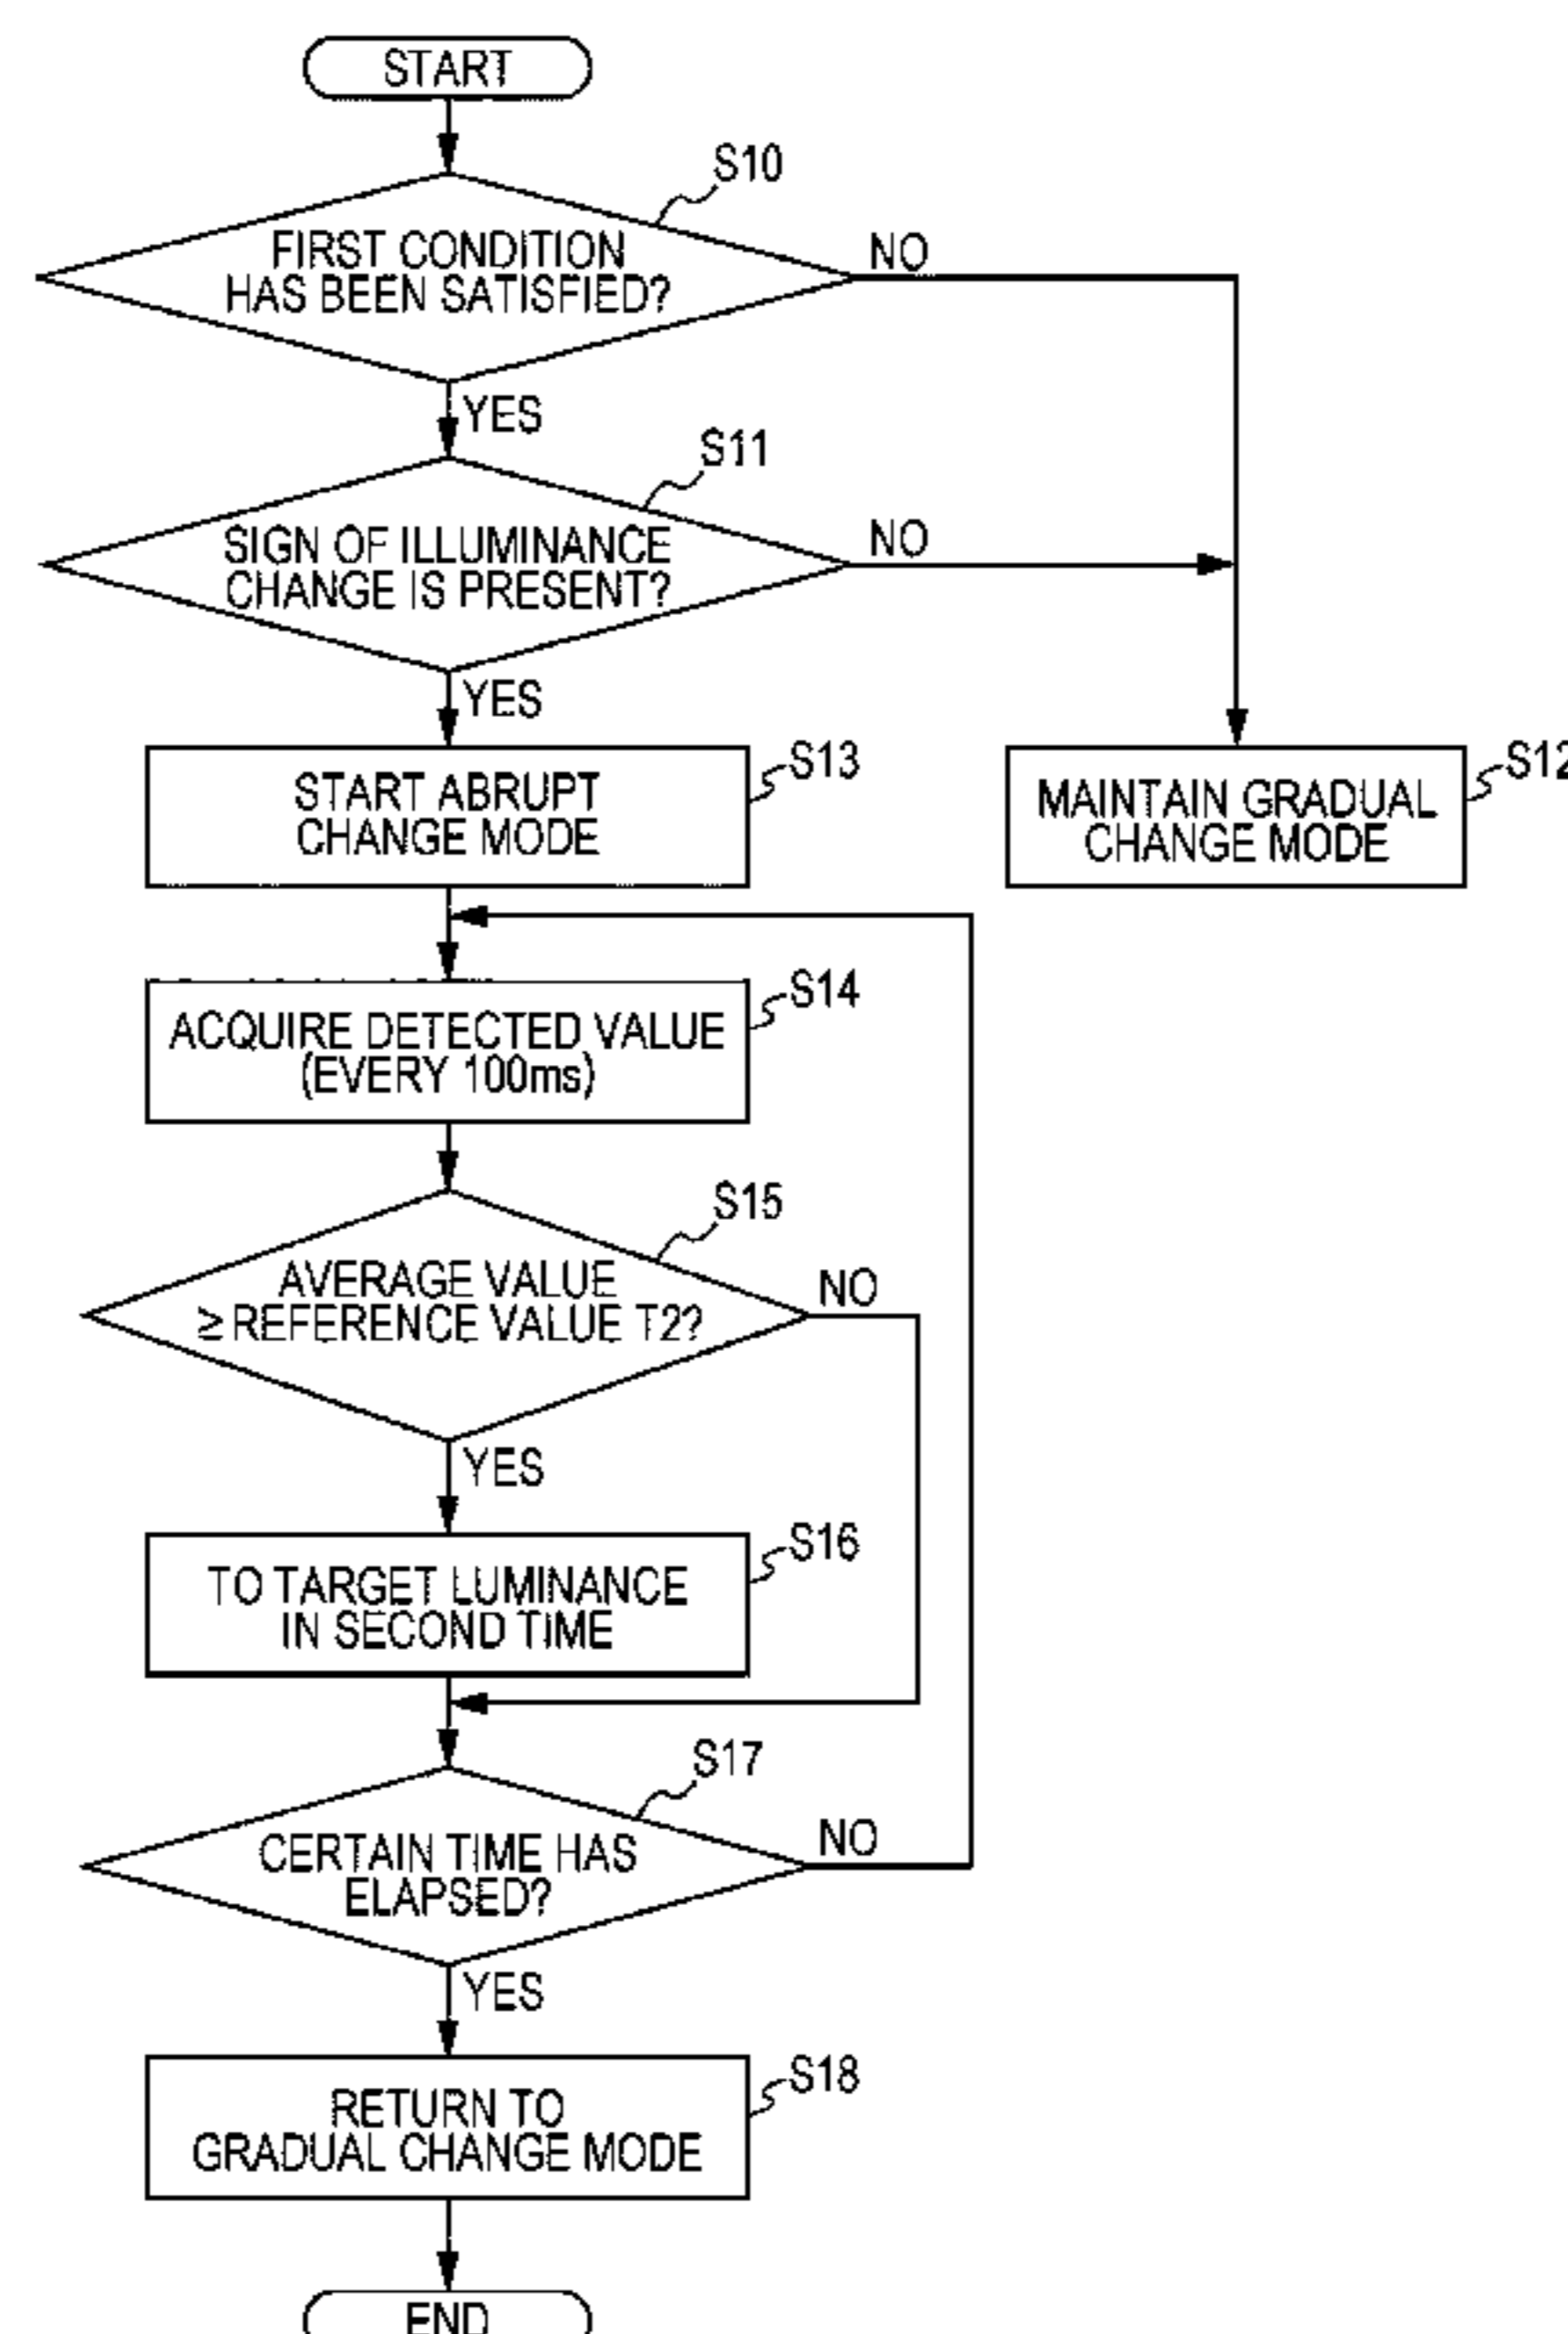 START
S10
FIRST CONDITION
HAS BEEN SATISFIED?
NO
YES
S11
SIGN OF ILLUMINANCE
CHANGE IS PRESENT?
NO
YES
S13
START ABRUPT
CHANGE MODE
S12
MAINTAIN GRADUAL
CHANGE MODE
S14
ACQUIRE DETECTED VALUE
(EVERY 100ms)
S15
AVERAGE VALUE
≥ REFERENCE VALUE T2?
NO
YES
S16
TO TARGET LUMINANCE
IN SECOND TIME
S17
CERTAIN TIME HAS
ELAPSED?
NO
YES
S18
RETURN TO
GRADUAL CHANGE MODE
END